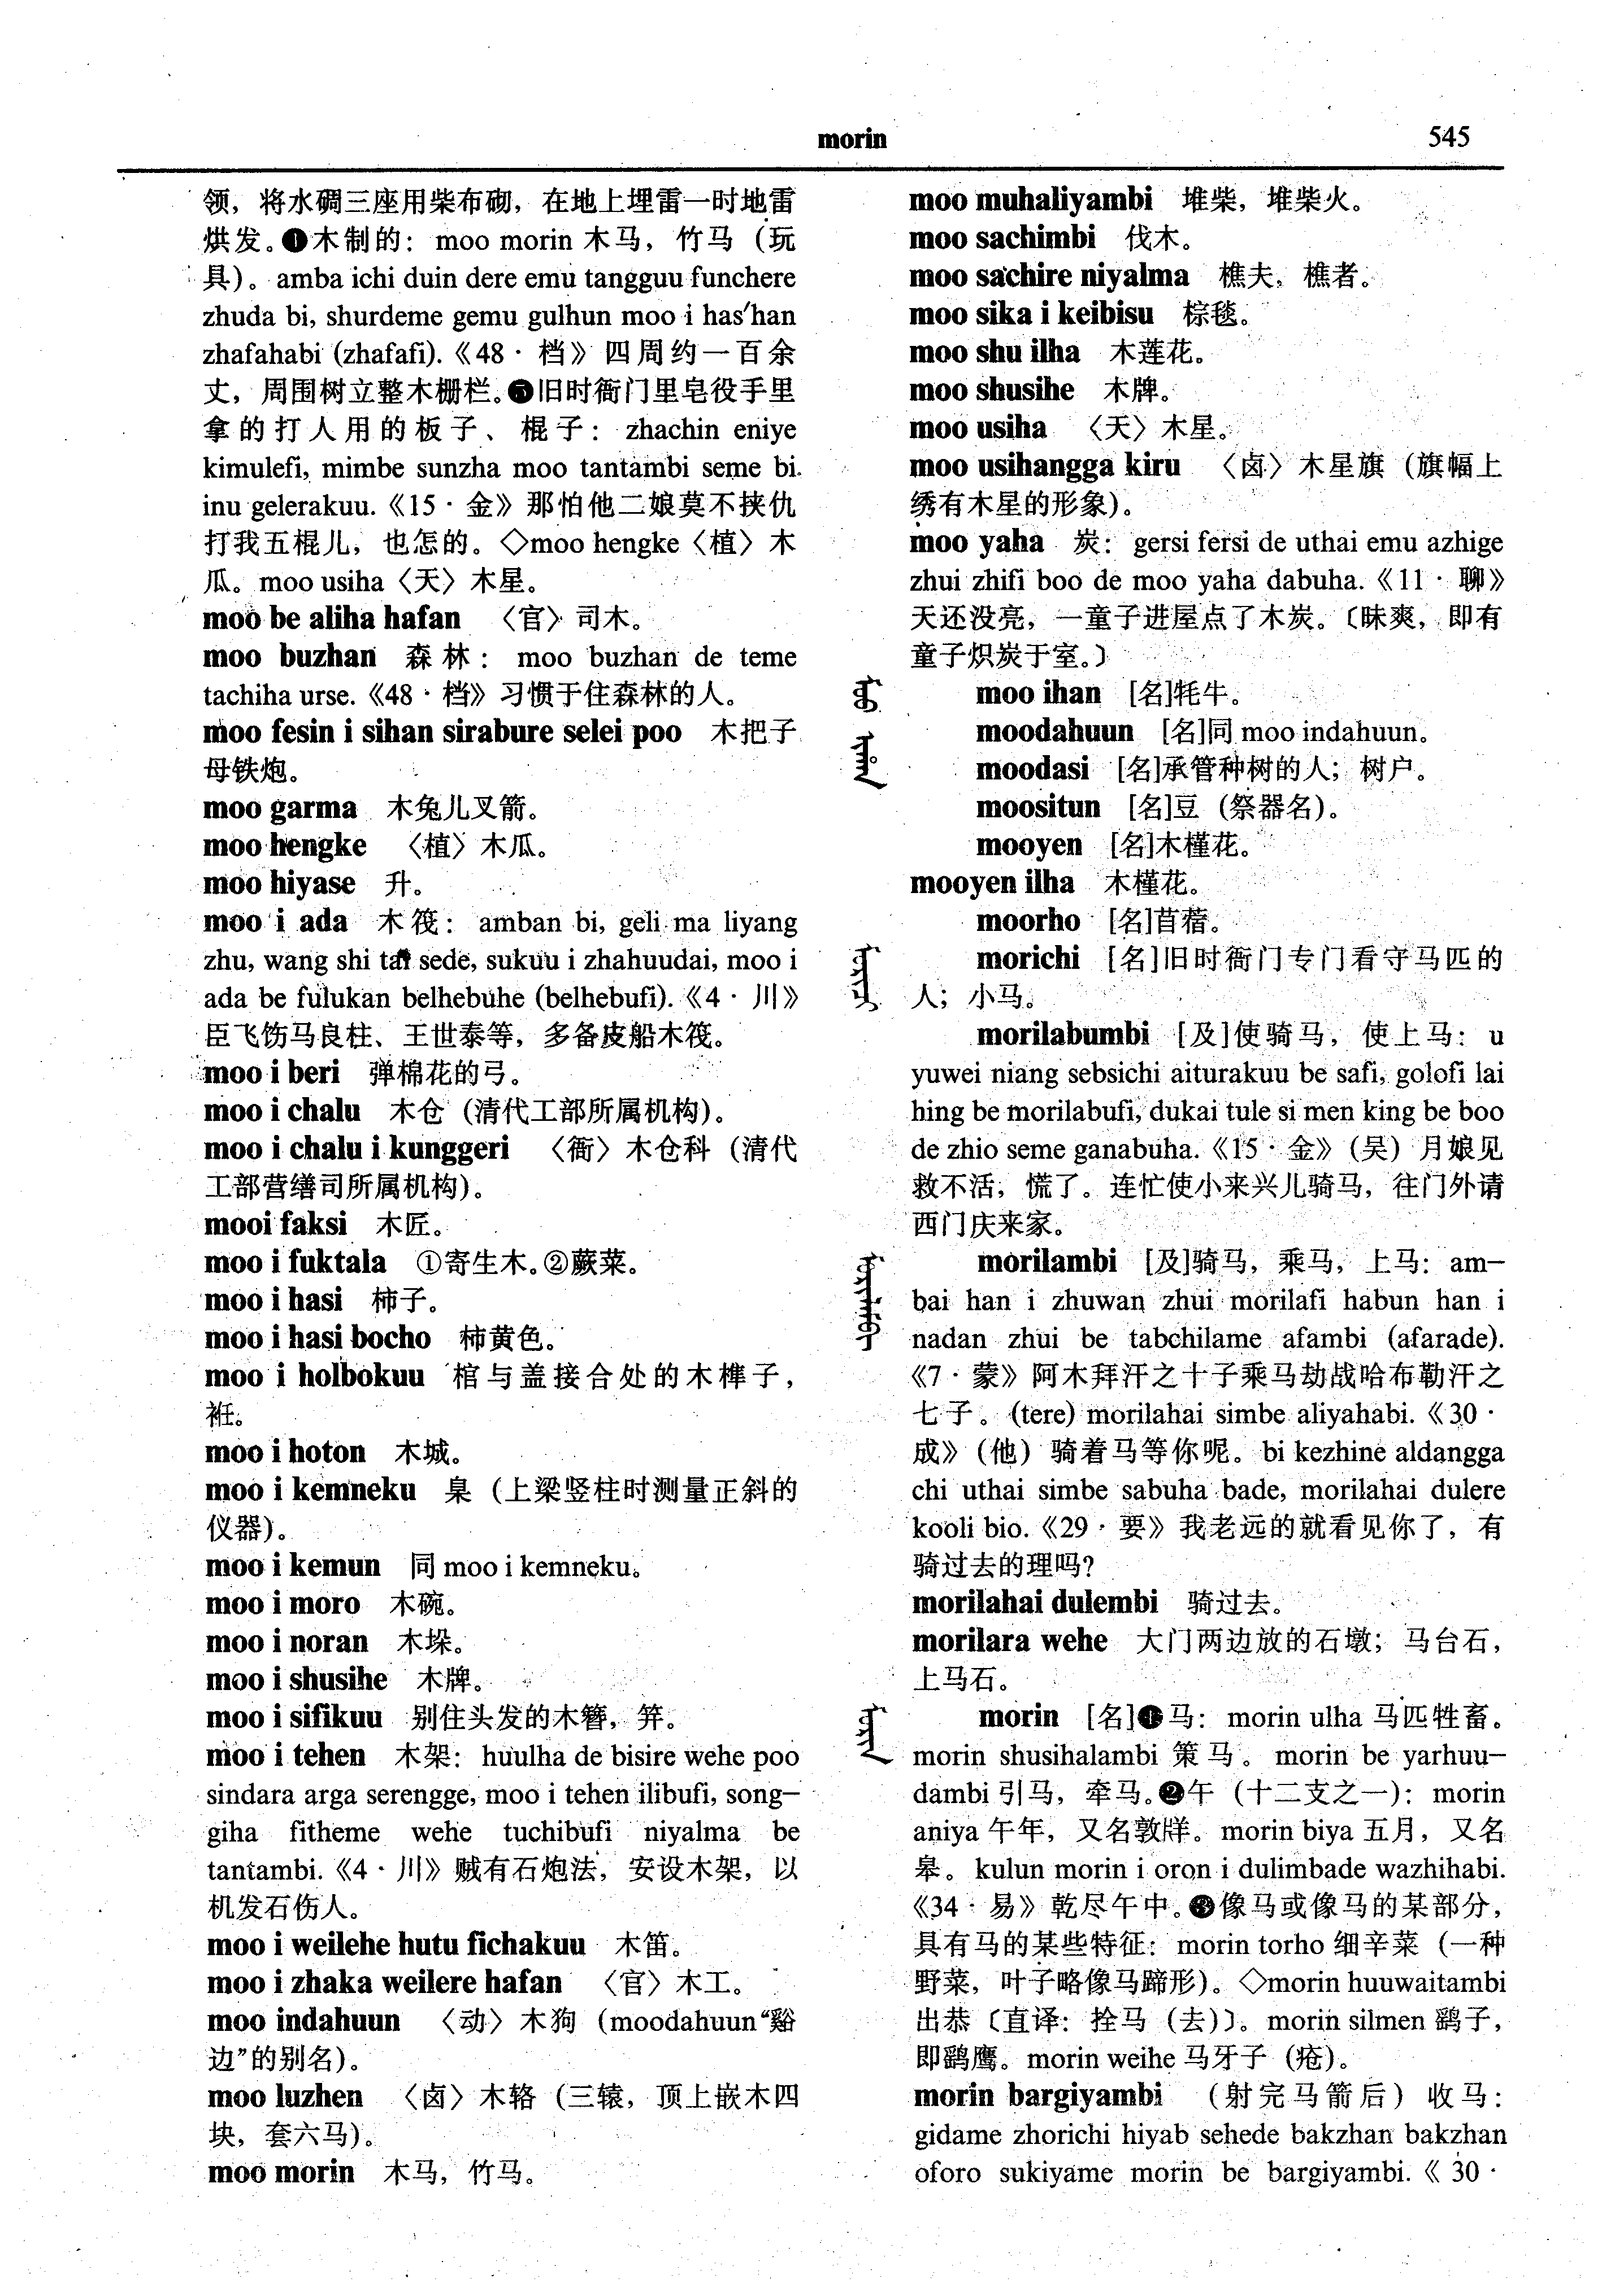 morin
545
领，将水碉三座用柴布砌，在地上埋雷一时地雷
烘发。❶木制的：moo morin 木马，竹马（玩
具）。amba ichi duin dere emu tangguu funchere
zhuda bi, shurdeme gemu gulhun moo i has'han
zhafahabi (zhafafi).《48· 档》四周约一百余
丈，周围树立整木栅栏。❺旧时衙门里皂役手里
拿的打人用的板子、棍子：zhachin eniye
kimulefi, mimbe sunzha moo tantambi seme bi
inu gelerakuu.《15· 金》那怕他二娘莫不挟仇
打我五棍儿，也怎的。◇moo hengke〈植〉木
瓜。moo usiha〈天〉木星。
moo be aliha hafan 〈官〉司木。
moo buzhan 森林：moo buzhan de teme
tachiha urse.《48· 档》习惯于住森林的人。
moo fesin i sihan sirabure selei poo 木把子
母铁炮。
moo garma 木兔儿叉箭。
moo hengke 〈植〉木瓜。
moo hiyase 升。
moo i ada 木筏：amban bi, geli ma liyang
zhu, wang shi tai sede, sukuu i zhahuudai, moo i
ada be fulukan belhebuhe (belhebufi).《4· 川》
臣飞饬马良柱、王世泰等，多备皮船木筏。
moo i beri 弹棉花的弓。
moo i chalu 木仓（清代工部所属机构）。
moo i chalu i kunggeri 〈衙〉木仓科（清代
工部营缮司所属机构）。
mooi faksi 木匠。
moo i fuktala ①寄生木。②蕨菜。
moo i hasi 柿子。
moo i hasi bocho 柿黄色。
moo i holbokuu 棺与盖接合处的木榫子，
衽。
moo i hoton 木城。
moo i kemneku 臬（上梁竖柱时测量正斜的
仪器）。
moo i kemun 同 moo i kemneku。
moo i moro 木碗。
moo i noran 木垛。
moo i shusihe 木牌。
moo i sifikuu 别住头发的木簪，笄。
moo i tehen 木架：huulha de bisire wehe poo
sindara arga serengge, moo i tehen ilibufi, song-
giha fitheme wehe tuchibufi niyalma be
tantambi.《4· 川》贼有石炮法，安设木架，以
机发石伤人。
moo i weilehe hutu fichakuu 木笛。
moo i zhaka weilere hafan 〈官〉木工。
moo indahuun 〈动〉木狗（moodahuun“谿
边”的别名）。
moo luzhen 〈卤〉木辂（三辕，顶上嵌木四
块，套六马）。
moo morin 木马，竹马。
moo muhaliyambi 堆柴，堆柴火。
moo sachimbi 伐木。
moo sachire niyalma 樵夫，樵者。
moo sika i keibisu 棕毯。
moo shu ilha 木莲花。
moo shusihe 木牌。
moo usiha 〈天〉木星。
moo usihangga kiru 〈卤〉木星旗（旗幅上
绣有木星的形象）。
moo yaha 炭：gersi fersi de uthai emu azhige
zhui zhifi boo de moo yaha dabuha.《11· 聊》
天还没亮，一童子进屋点了木炭。〔昧爽，即有
童子炽炭于室。〕
moo ihan [名]牦牛。
moodahuun [名]同 moo indahuun。
moodasi [名]承管种树的人；树户。
moositun [名]豆（祭器名）。
mooyen [名]木槿花。
mooyen ilha 木槿花。
moorho [名]苜蓿。
morichi [名]旧时衙门专门看守马匹的
人；小马。
morilabumbi [及]使骑马，使上马：u
yuwei niang sebsichi aiturakuu be safi, golofi lai
hing be morilabufi, dukai tule si men king be boo
de zhio seme ganabuha.《15· 金》（吴）月娘见
救不活，慌了。连忙使小来兴儿骑马，往门外请
西门庆来家。
morilambi [及]骑马，乘马，上马：am-
bai han i zhuwan zhui morilafi habun han i
nadan zhui be tabchilame afambi (afarade).
《7· 蒙》阿木拜汗之十子乘马劫战哈布勒汗之
七子。(tere) morilahai simbe aliyahabi.《30·
成》（他）骑着马等你呢。bi kezhine aldangga
chi uthai simbe sabuha bade, morilahai dulere
kooli bio.《29· 要》我老远的就看见你了，有
骑过去的理吗？
morilahai dulembi 骑过去。
morilara wehe 大门两边放的石墩；马台石，
上马石。
morin [名]❶马：morin ulha 马匹牲畜。
morin shusihalambi 策马。morin be yarhuu-
dambi 引马，牵马。❷午（十二支之一）：morin
aniya 午年，又名敦牂。morin biya 五月，又名
皋。kulun morin i oron i dulimbade wazhihabi.
《34· 易》乾尽午中。❸像马或像马的某部分，
具有马的某些特征：morin torho 细辛菜（一种
野菜，叶子略像马蹄形）。◇morin huuwaitambi
出恭〔直译：拴马（去）〕。morin silmen 鹞子，
即鹞鹰。morin weihe 马牙子（疮）。
morin bargiyambi （射完马箭后）收马：
gidame zhorichi hiyab sehede bakzhan bakzhan
oforo sukiyame morin be bargiyambi.《30·